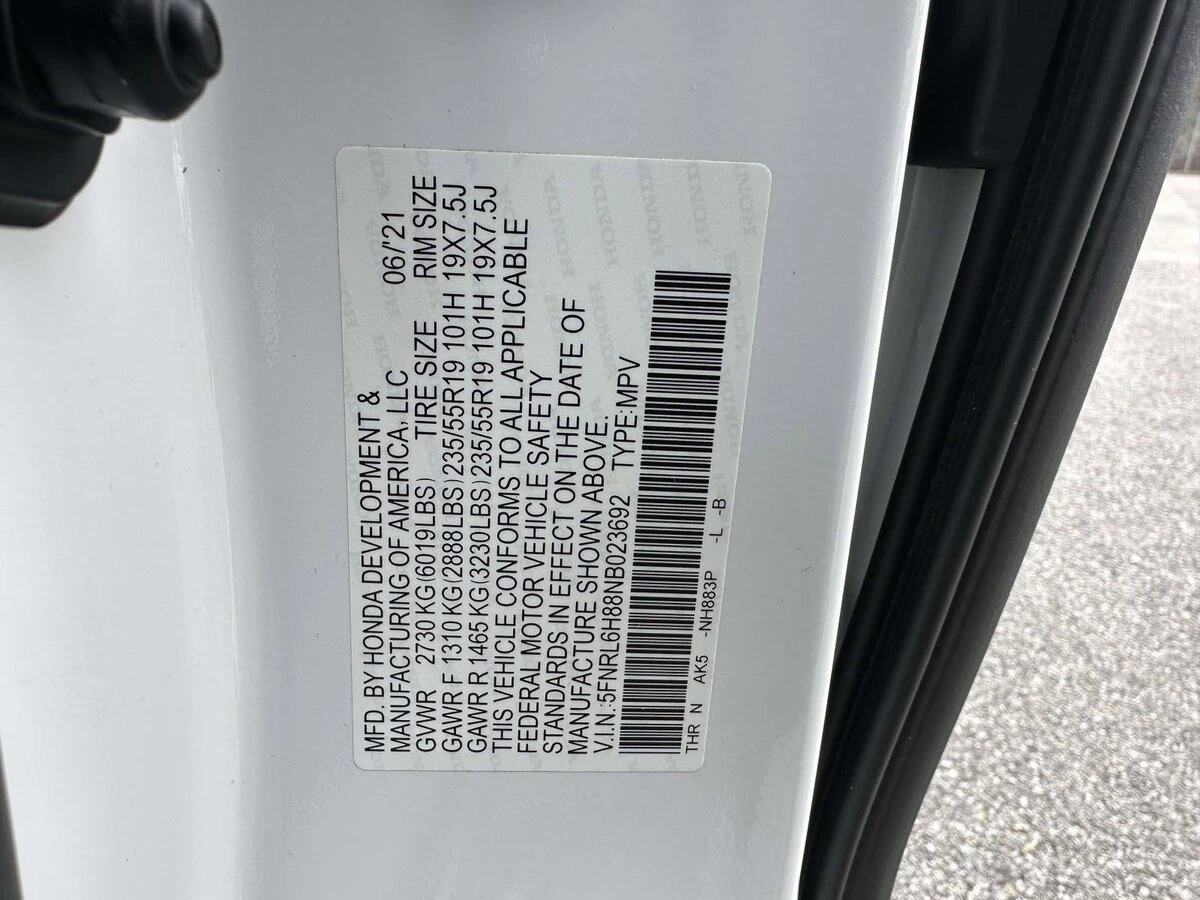 MFD. BY HONDA DEVELOPMENT &
MANUFACTURING OF AMERICA, LLC 06/'21
GVWR 2730 KG (6019LBS) TIRE SIZE RIM SIZE
GAWR F 1310 KG (2888LBS) 235/55R19 101H 19X7.5J
GAWR R 1465 KG (3230LBS) 235/55R19 101H 19X7.5J
THIS VEHICLE CONFORMS TO ALL APPLICABLE
FEDERAL MOTOR VEHICLE SAFETY
STANDARDS IN EFFECT ON THE DATE OF
MANUFACTURE SHOWN ABOVE.
V.I.N.:5FNRL6H88NB023692 TYPE:MPV
THR N AK5 -NH883P -L -B